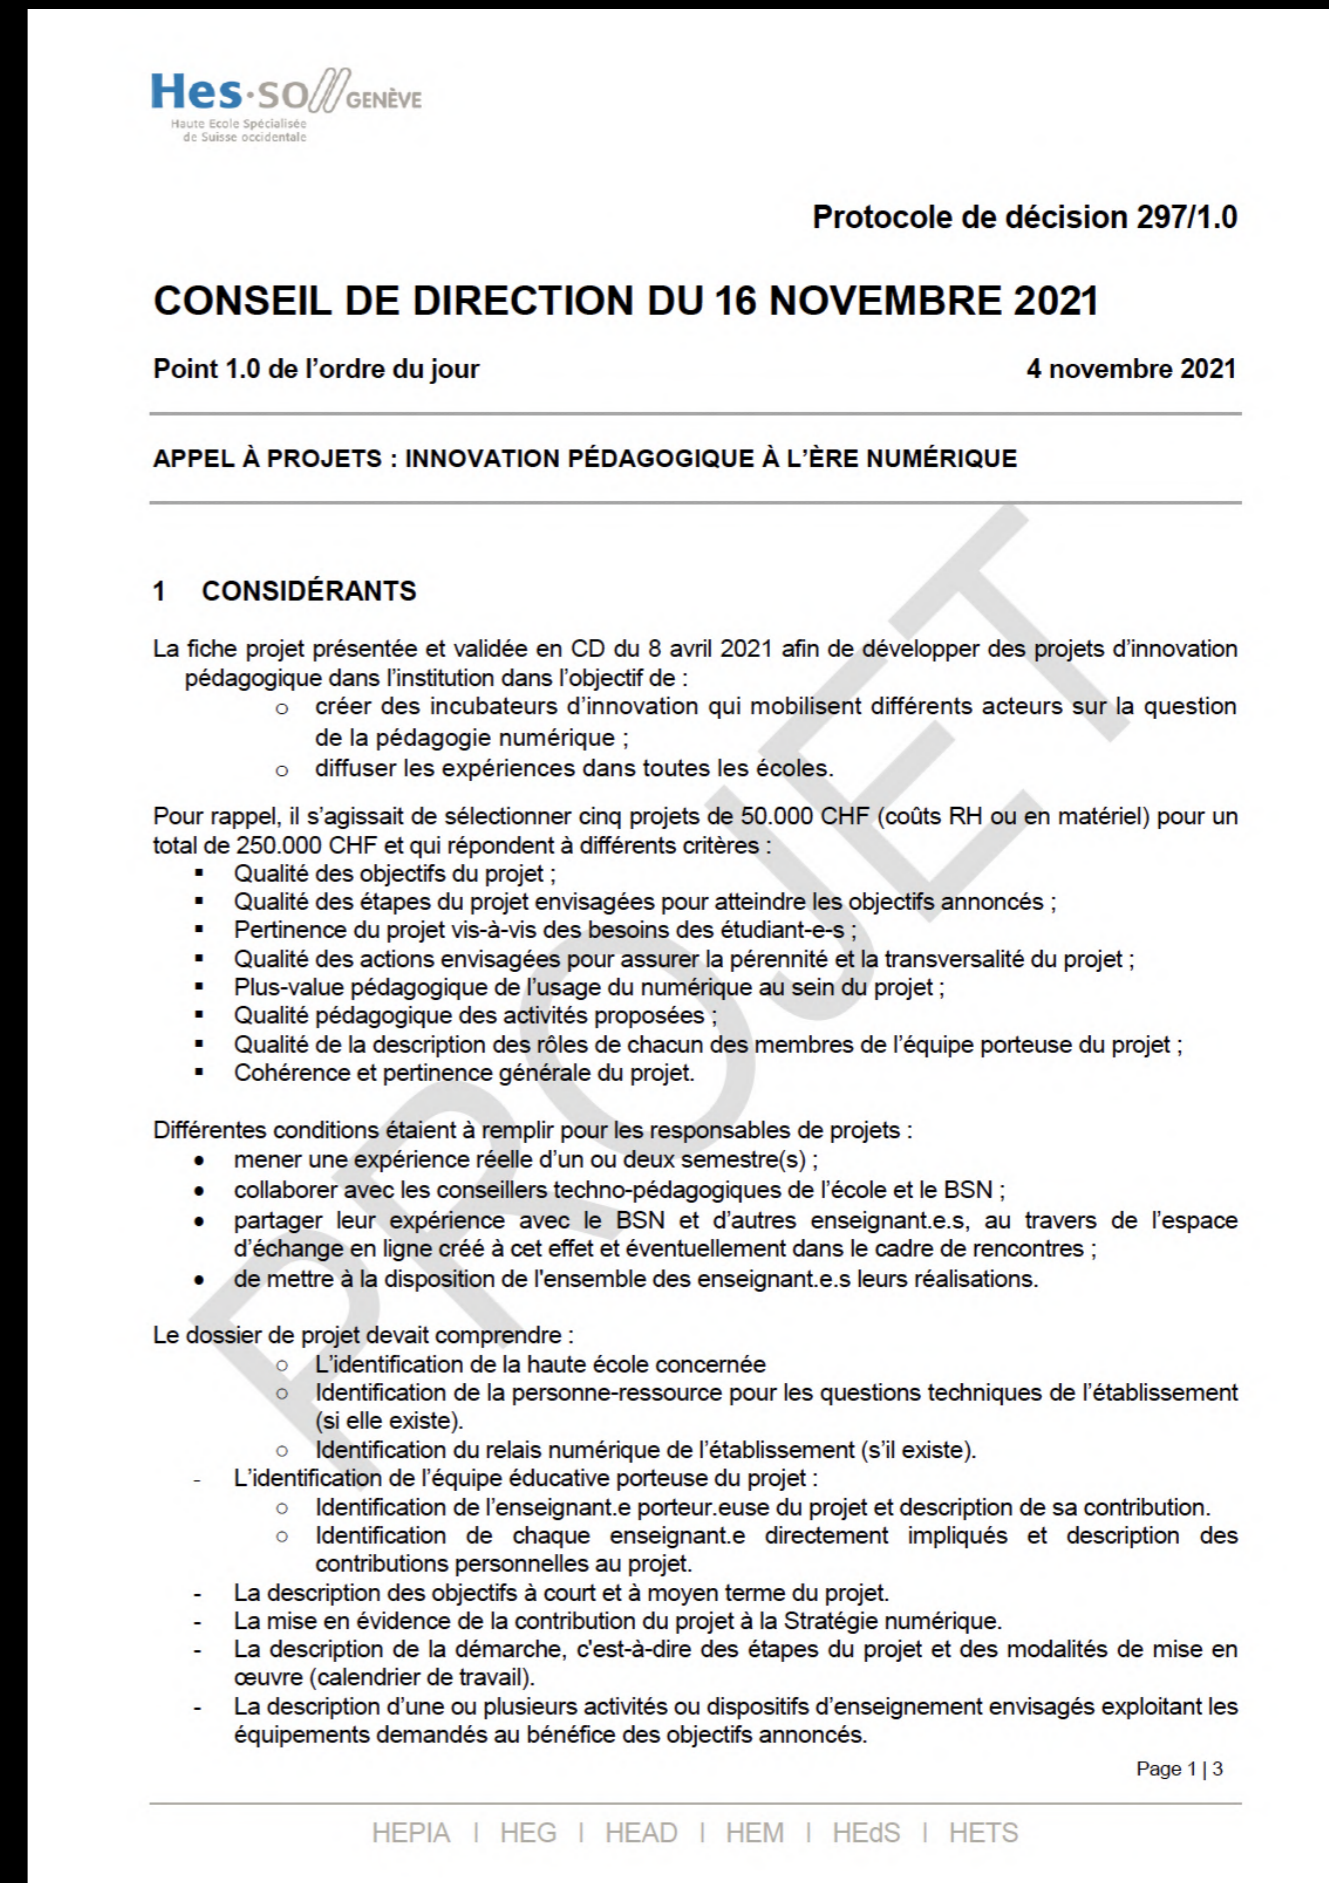 Hes·so GENÈVE
Haute Ecole Spécialisée
de Suisse occidentale
Protocole de décision 297/1.0
CONSEIL DE DIRECTION DU 16 NOVEMBRE 2021
Point 1.0 de l'ordre du jour 4 novembre 2021
APPEL À PROJETS : INNOVATION PÉDAGOGIQUE À L'ÈRE NUMÉRIQUE
PROJET
1 CONSIDÉRANTS
La fiche projet présentée et validée en CD du 8 avril 2021 afin de développer des projets d'innovation
pédagogique dans l'institution dans l'objectif de :
o créer des incubateurs d'innovation qui mobilisent différents acteurs sur la question
de la pédagogie numérique ;
o diffuser les expériences dans toutes les écoles.
Pour rappel, il s'agissait de sélectionner cinq projets de 50.000 CHF (coûts RH ou en matériel) pour un
total de 250.000 CHF et qui répondent à différents critères :
▪ Qualité des objectifs du projet ;
▪ Qualité des étapes du projet envisagées pour atteindre les objectifs annoncés ;
▪ Pertinence du projet vis-à-vis des besoins des étudiant-e-s ;
▪ Qualité des actions envisagées pour assurer la pérennité et la transversalité du projet ;
▪ Plus-value pédagogique de l'usage du numérique au sein du projet ;
▪ Qualité pédagogique des activités proposées ;
▪ Qualité de la description des rôles de chacun des membres de l'équipe porteuse du projet ;
▪ Cohérence et pertinence générale du projet.
Différentes conditions étaient à remplir pour les responsables de projets :
• mener une expérience réelle d'un ou deux semestre(s) ;
• collaborer avec les conseillers techno-pédagogiques de l'école et le BSN ;
• partager leur expérience avec le BSN et d'autres enseignant.e.s, au travers de l'espace
d'échange en ligne créé à cet effet et éventuellement dans le cadre de rencontres ;
• de mettre à la disposition de l'ensemble des enseignant.e.s leurs réalisations.
Le dossier de projet devait comprendre :
o L'identification de la haute école concernée
o Identification de la personne-ressource pour les questions techniques de l'établissement
(si elle existe).
o Identification du relais numérique de l'établissement (s'il existe).
- L'identification de l'équipe éducative porteuse du projet :
o Identification de l'enseignant.e porteur.euse du projet et description de sa contribution.
o Identification de chaque enseignant.e directement impliqués et description des
contributions personnelles au projet.
- La description des objectifs à court et à moyen terme du projet.
- La mise en évidence de la contribution du projet à la Stratégie numérique.
- La description de la démarche, c'est-à-dire des étapes du projet et des modalités de mise en
œuvre (calendrier de travail).
- La description d'une ou plusieurs activités ou dispositifs d'enseignement envisagés exploitant les
équipements demandés au bénéfice des objectifs annoncés.
Page 1 | 3
HEPIA | HEG | HEAD | HEM | HEdS | HETS